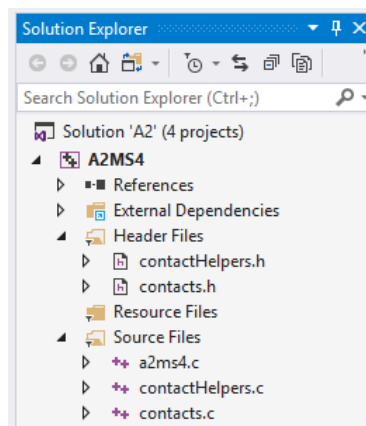 Solution Explorer
Search Solution Explorer (Ctrl+;)
Solution 'A2' (4 projects)
A2MS4
References
External Dependencies
Header Files
contactHelpers.h
contacts.h
Resource Files
Source Files
a2ms4.c
contactHelpers.c
contacts.c